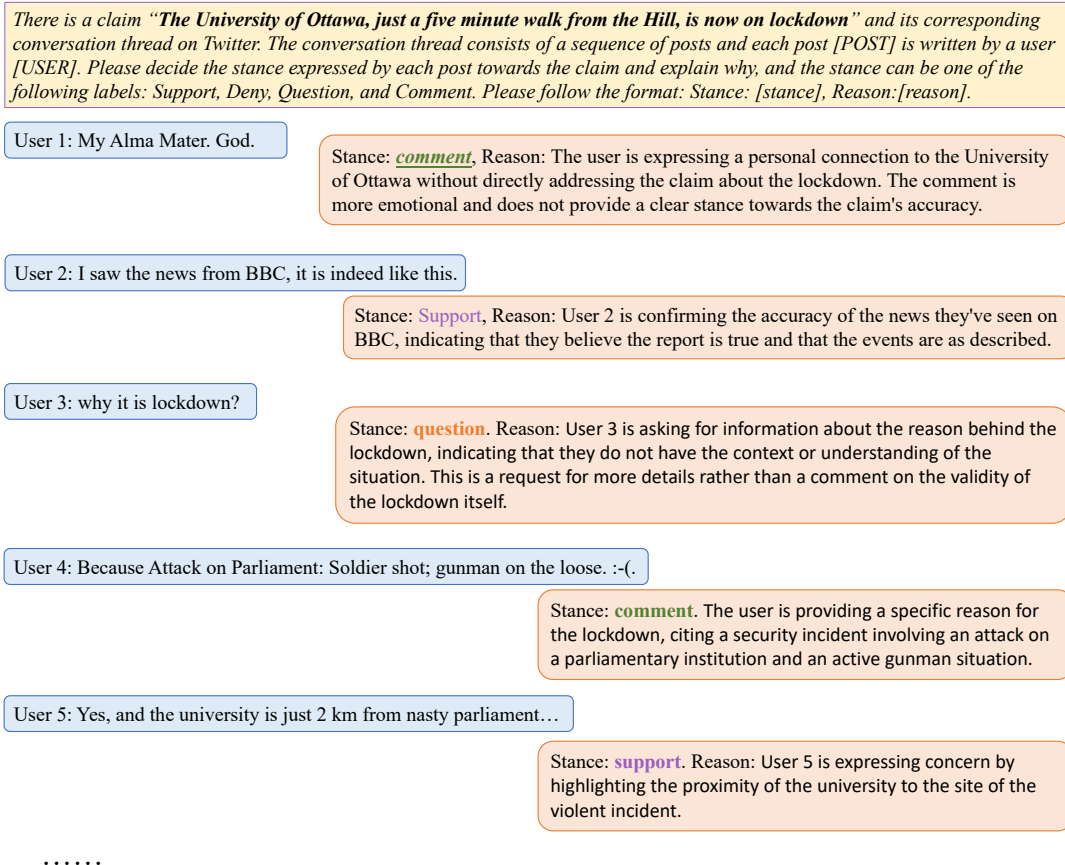 There is a claim “The University of Ottawa, just a five minute walk from the Hill, is now on lockdown” and its corresponding
conversation thread on Twitter. The conversation thread consists of a sequence of posts and each post [POST] is written by a user
[USER]. Please decide the stance expressed by each post towards the claim and explain why, and the stance can be one of the
following labels: Support, Deny, Question, and Comment. Please follow the format: Stance: [stance], Reason:[reason].
User 1: My Alma Mater. God.
Stance: comment, Reason: The user is expressing a personal connection to the University
of Ottawa without directly addressing the claim about the lockdown. The comment is
more emotional and does not provide a clear stance towards the claim's accuracy.
User 2: I saw the news from BBC, it is indeed like this.
Stance: Support, Reason: User 2 is confirming the accuracy of the news they've seen on
BBC, indicating that they believe the report is true and that the events are as described.
User 3: why it is lockdown?
Stance: question. Reason: User 3 is asking for information about the reason behind the
lockdown, indicating that they do not have the context or understanding of the
situation. This is a request for more details rather than a comment on the validity of
the lockdown itself.
User 4: Because Attack on Parliament: Soldier shot; gunman on the loose. :-(.
Stance: comment. The user is providing a specific reason for
the lockdown, citing a security incident involving an attack on
a parliamentary institution and an active gunman situation.
User 5: Yes, and the university is just 2 km from nasty parliament…
Stance: support. Reason: User 5 is expressing concern by
highlighting the proximity of the university to the site of the
violent incident.
……